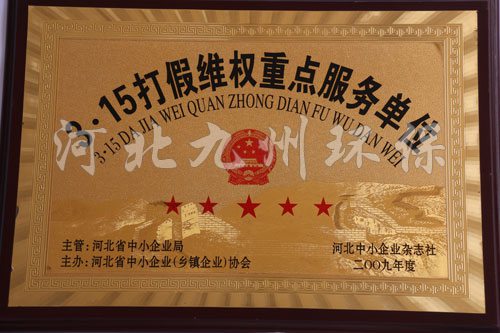 3·15打假维权重点服务单位
3·15 DA JIA WEI QUAN ZHONG DIAN FU WU DAN WEI
河北九州环保
主管：河北省中小企业局
主办：河北省中小企业(乡镇企业)协会
河北中小企业杂志社
二〇〇九年度